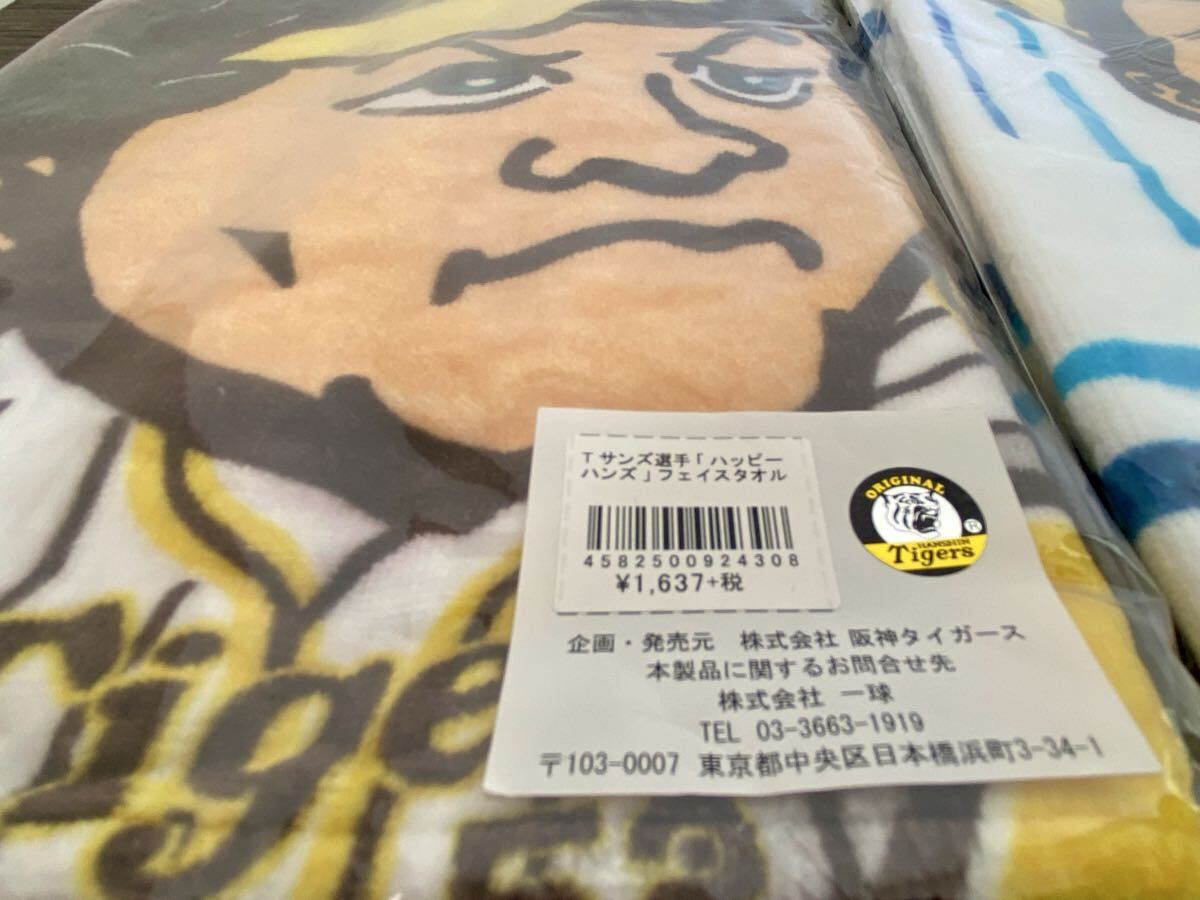 T サンズ選手「ハッピー
ハンズ」フェイスタオル
4582500924308
¥1,637+税
ORIGINAL
HANSHIN
Tigers
®
企画・発売元 株式会社 阪神タイガース
本製品に関するお問合せ先
株式会社 一球
TEL 03-3663-1919
〒103-0007 東京都中央区日本橋浜町3-34-1
Tige